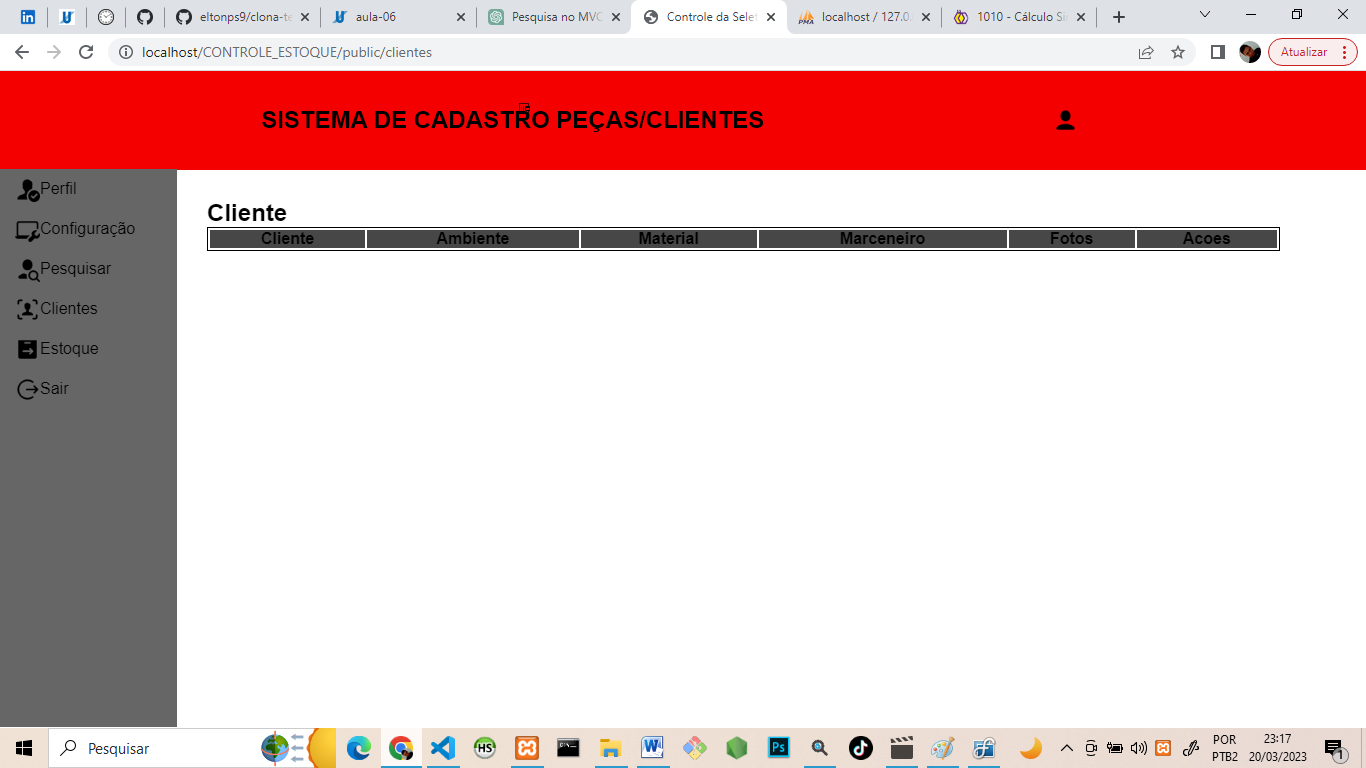 eltonps9/clona-te
aula-06
Pesquisa no MVC
Controle da Selet
localhost / 127.0.
1010 - Cálculo Sim
localhost/CONTROLE_ESTOQUE/public/clientes
Atualizar
SISTEMA DE CADASTRO PEÇAS/CLIENTES
Perfil
Configuração
Pesquisar
Clientes
Estoque
Sair
Cliente
Cliente Ambiente Material Marceneiro Fotos Acoes
Pesquisar
POR
PTB2
23:17
20/03/2023
1